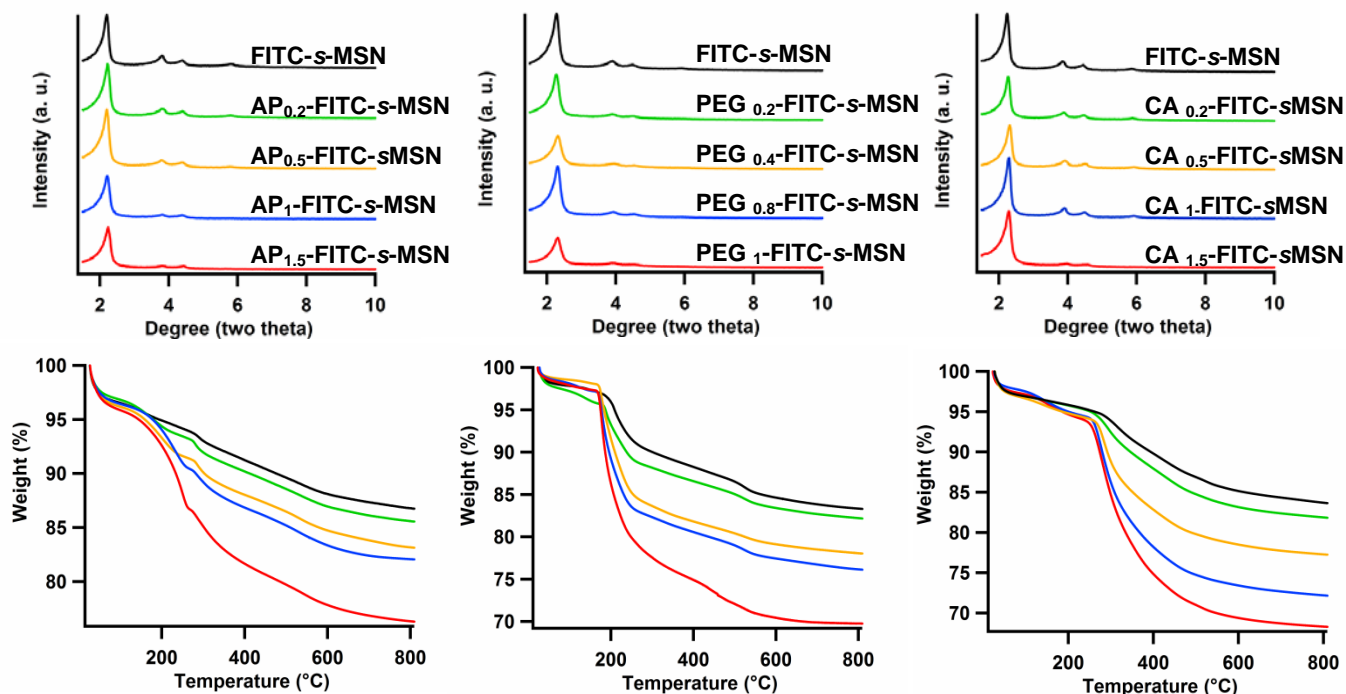 Intensity (a. u.)
FITC-s-MSN
AP0.2-FITC-s-MSN
AP0.5-FITC-sMSN
AP1-FITC-s-MSN
AP1.5-FITC-s-MSN
2 4 6 8 10
Degree (two theta)
Intensity (a. u.)
FITC-s-MSN
PEG 0.2-FITC-s-MSN
PEG 0.4-FITC-s-MSN
PEG 0.8-FITC-s-MSN
PEG 1-FITC-s-MSN
2 4 6 8 10
Degree (two theta)
Intensity (a. u.)
FITC-s-MSN
CA 0.2-FITC-sMSN
CA 0.5-FITC-sMSN
CA 1-FITC-sMSN
CA 1.5-FITC-sMSN
2 4 6 8 10
Degree (two theta)
Weight (%)
100
95
90
85
80
200 400 600 800
Temperature (°C)
Weight (%)
100
95
90
85
80
75
70
200 400 600 800
Temperature (°C)
Weight (%)
100
95
90
85
80
75
70
200 400 600 800
Temperature (°C)